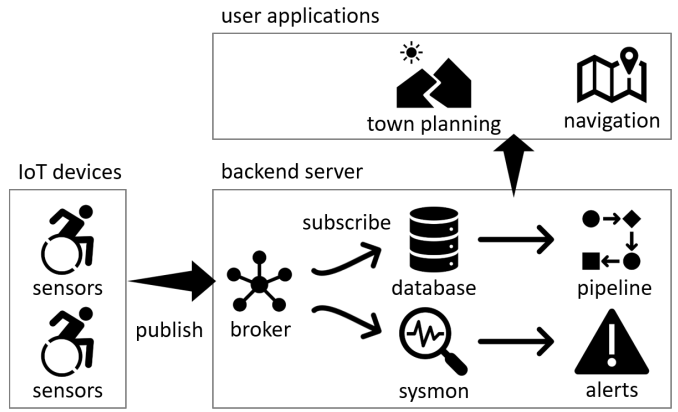 user applications
town planning
navigation
IoT devices
backend server
sensors
sensors
publish
broker
subscribe
database
pipeline
sysmon
alerts